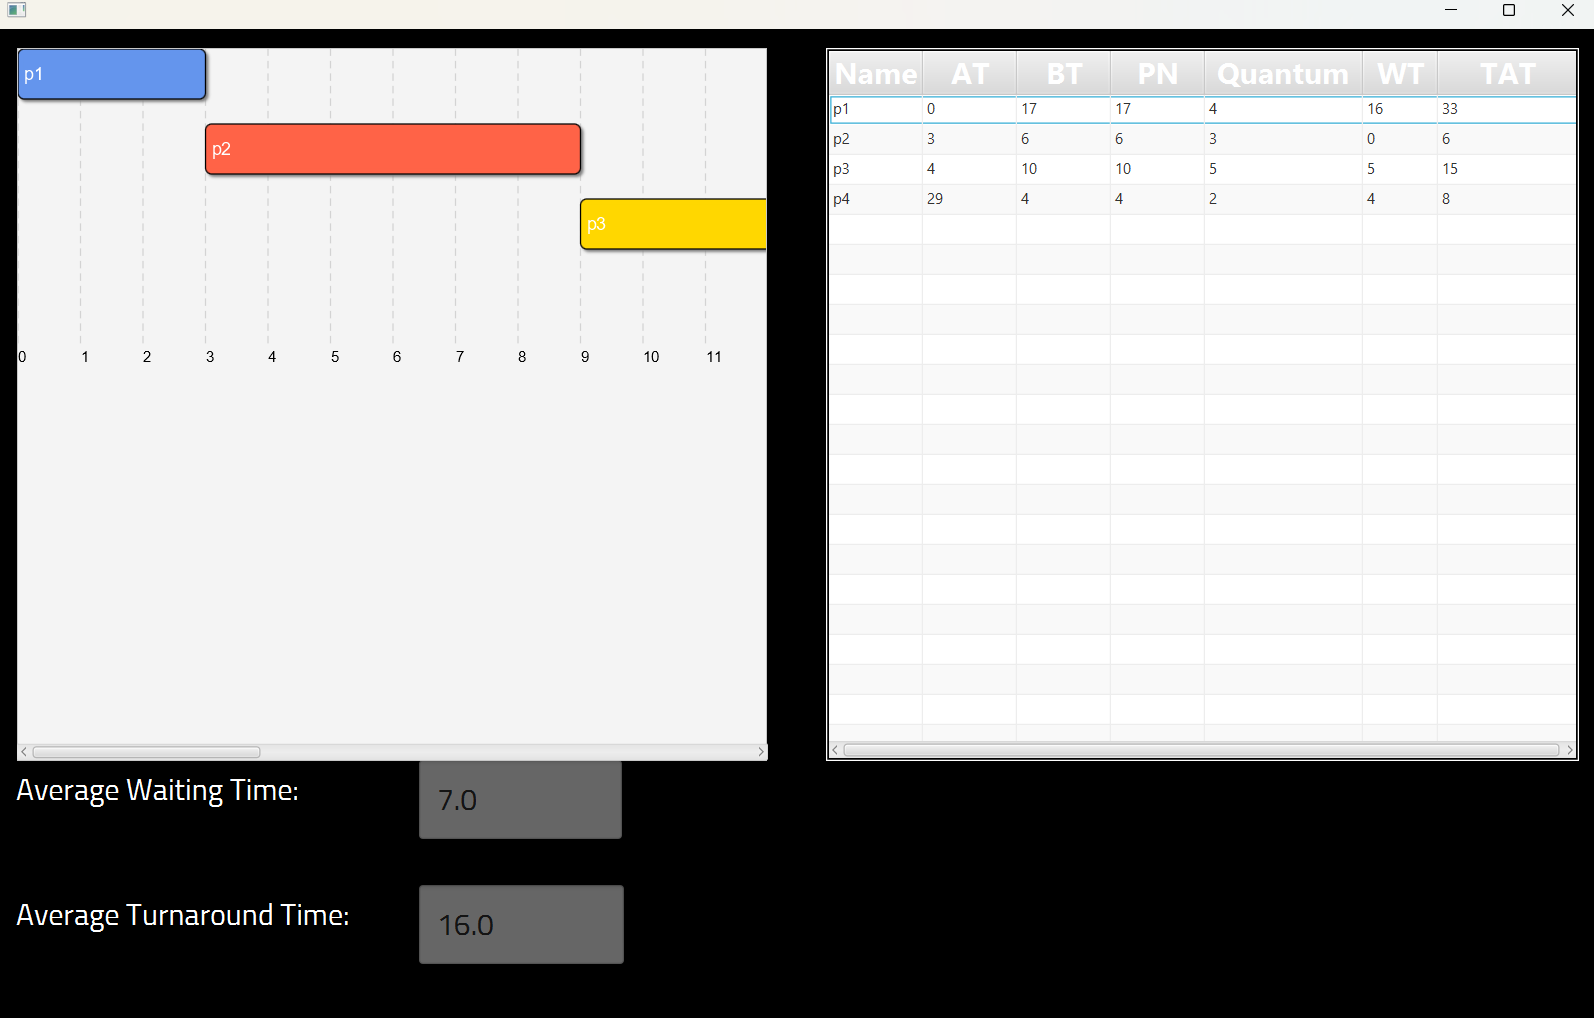 p1
p2
p3
0 1 2 3 4 5 6 7 8 9 10 11
Name AT BT PN Quantum WT TAT
p1 0 17 17 4 16 33
p2 3 6 6 3 0 6
p3 4 10 10 5 5 15
p4 29 4 4 2 4 8
Average Waiting Time: 7.0
Average Turnaround Time: 16.0